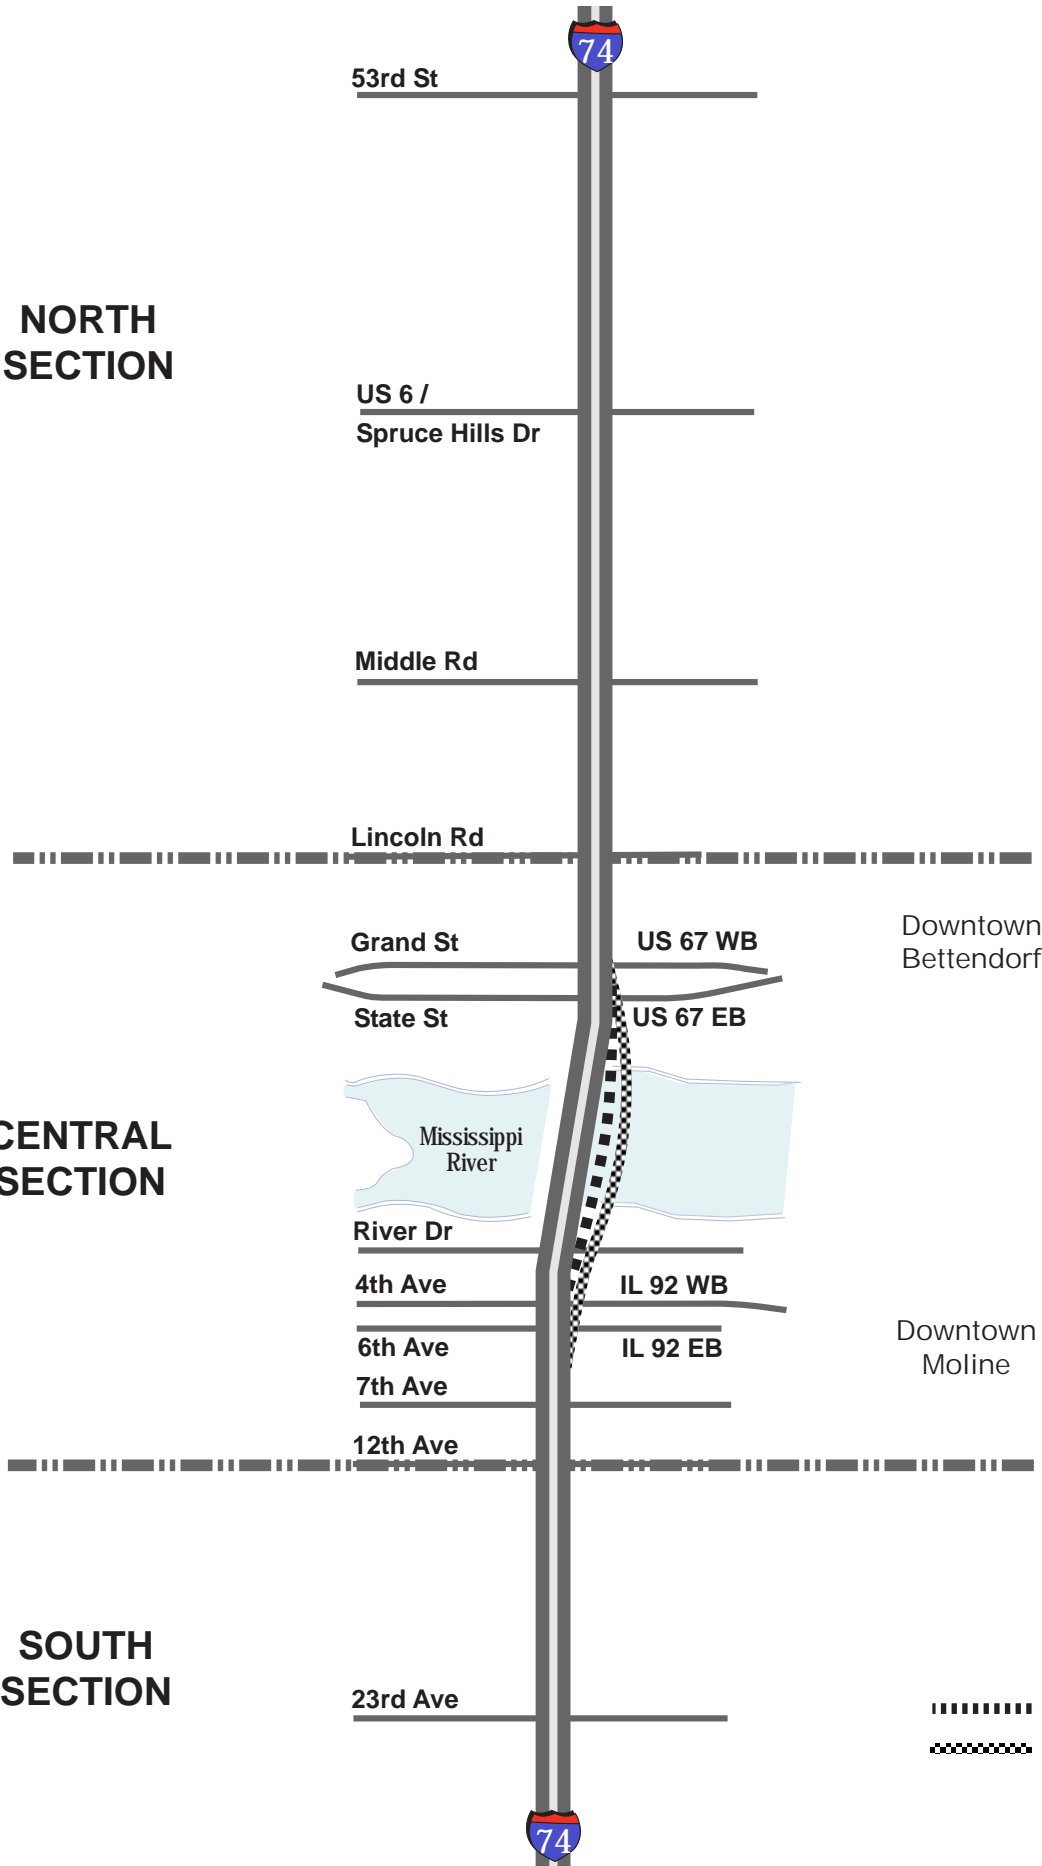 74
53rd St
NORTH
SECTION
US 6 /
Spruce Hills Dr
Middle Rd
Lincoln Rd
Downtown
Bettendorf
Grand St
US 67 WB
State St
US 67 EB
CENTRAL
SECTION
Mississippi
River
River Dr
4th Ave
IL 92 WB
6th Ave
IL 92 EB
Downtown
Moline
7th Ave
12th Ave
SOUTH
SECTION
23rd Ave
74